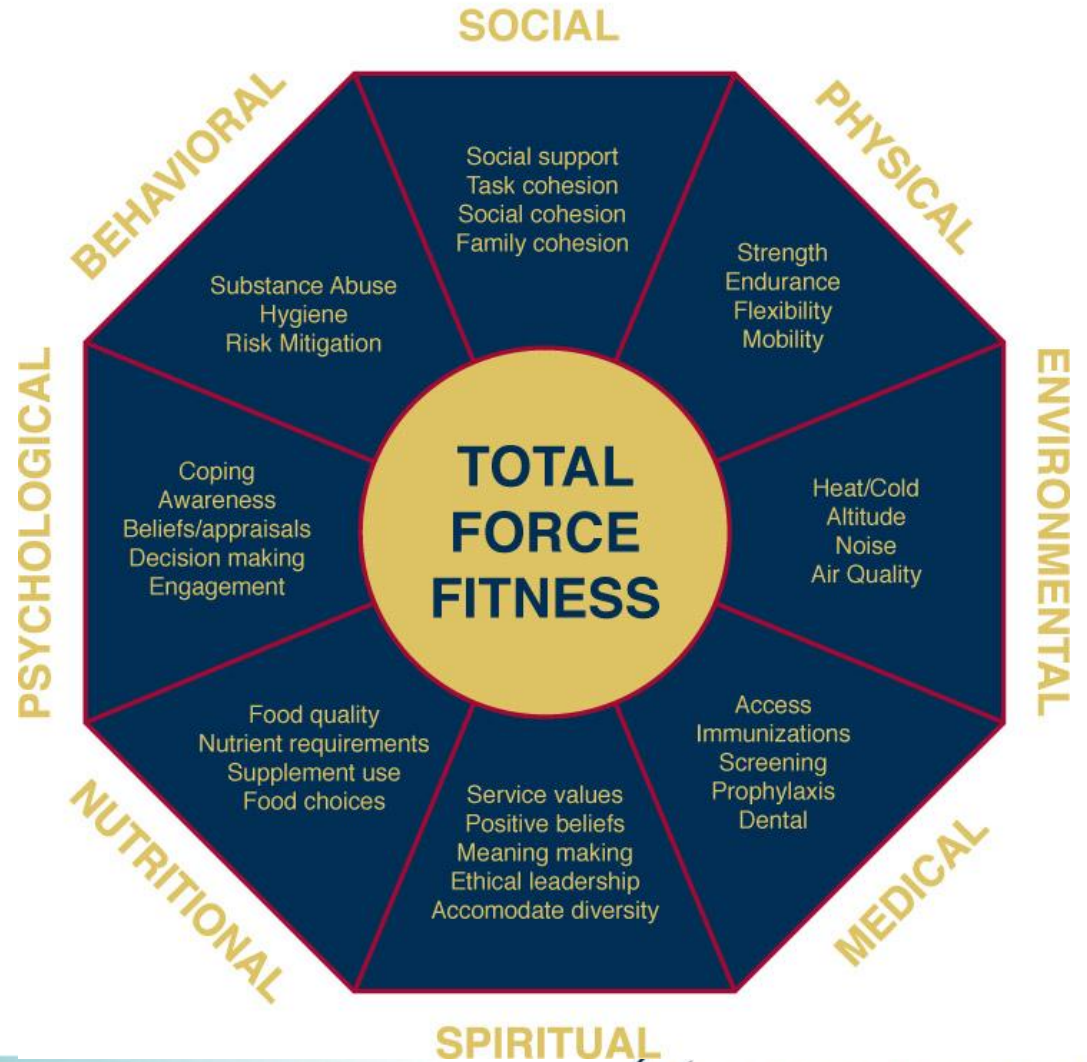 SOCIAL
Social support
Task cohesion
Social cohesion
Family cohesion
PHYSICAL
Strength
Endurance
Flexibility
Mobility
ENVIRONMENTAL
Heat/Cold
Altitude
Noise
Air Quality
MEDICAL
Access
Immunizations
Screening
Prophylaxis
Dental
SPIRITUAL
Service values
Positive beliefs
Meaning making
Ethical leadership
Accomodate diversity
NUTRITIONAL
Food quality
Nutrient requirements
Supplement use
Food choices
PSYCHOLOGICAL
Coping
Awareness
Beliefs/appraisals
Decision making
Engagement
BEHAVIORAL
Substance Abuse
Hygiene
Risk Mitigation
TOTAL
FORCE
FITNESS